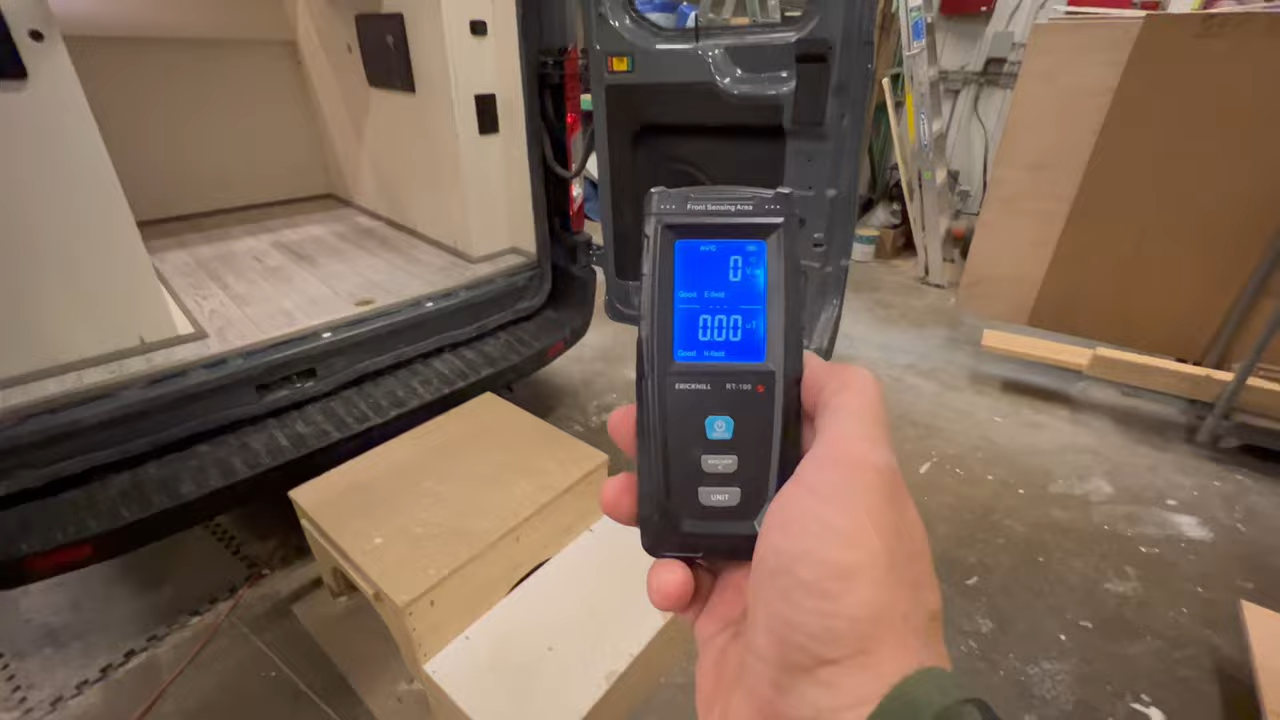 Front Sensing Area
AVG
0
V/m
Good E-field
0.00 uT
Good H-field
ERICKHILL RT-100
UNIT